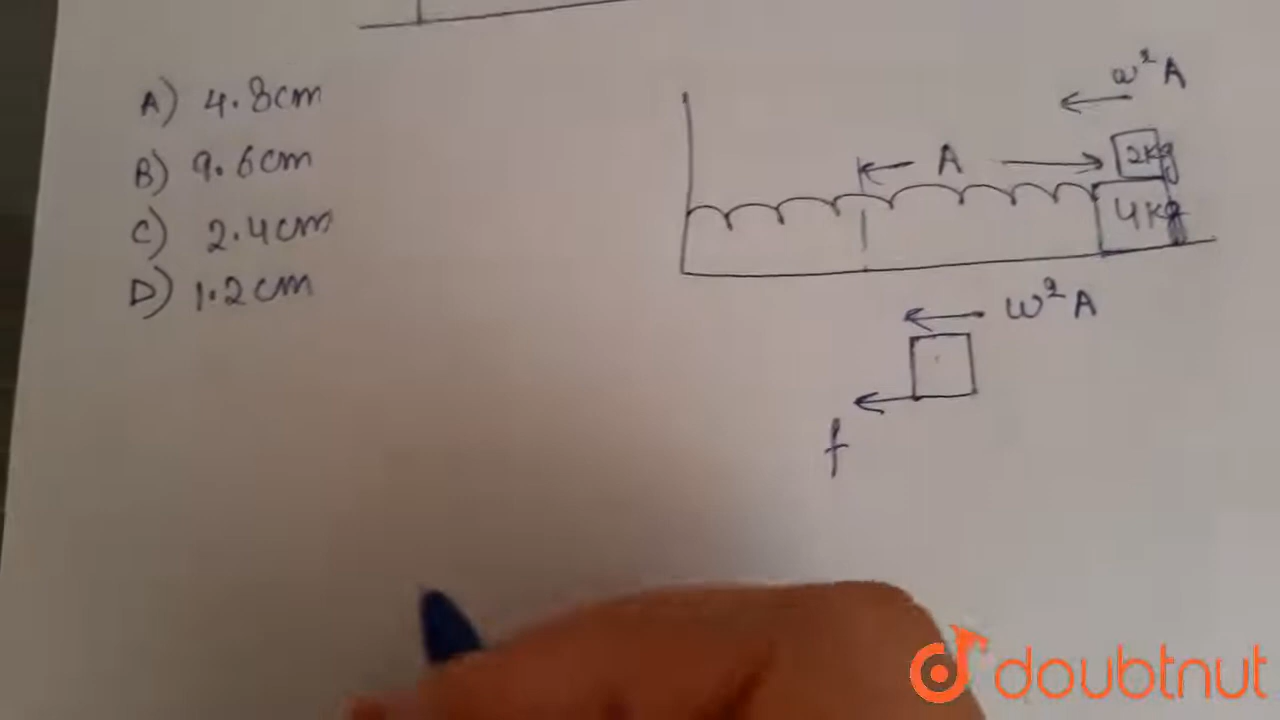 A) 4.8cm
B) 9.6cm
C) 2.4cm
D) 1.2cm
ω²A
A
2kg
4kg
ω²A
f
doubtnut